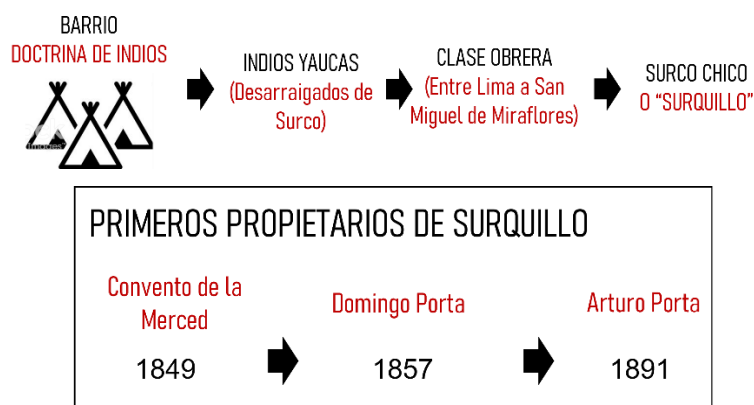 BARRIO
DOCTRINA DE INDIOS
INDIOS YAUCAS
(Desarraigados de
Surco)
CLASE OBRERA
(Entre Lima a San
Miguel de Miraflores)
SURCO CHICO
O “SURQUILLO”
PRIMEROS PROPIETARIOS DE SURQUILLO
Convento de la
Merced
1849
Domingo Porta
1857
Arturo Porta
1891